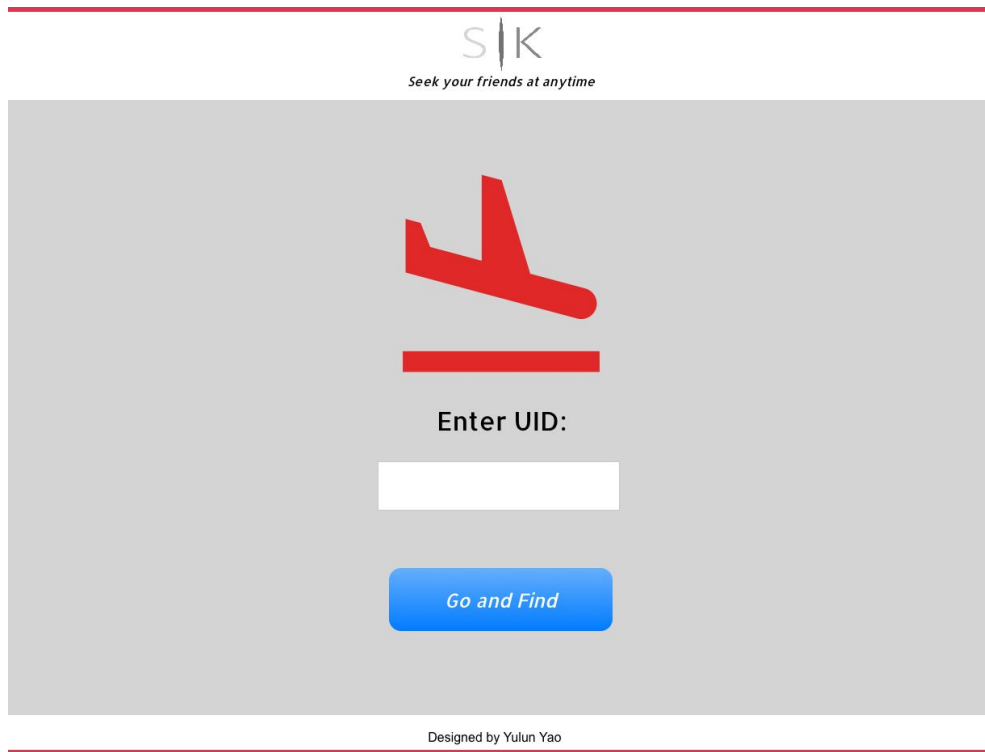 S K
Seek your friends at anytime
Enter UID:
Go and Find
Designed by Yulun Yao